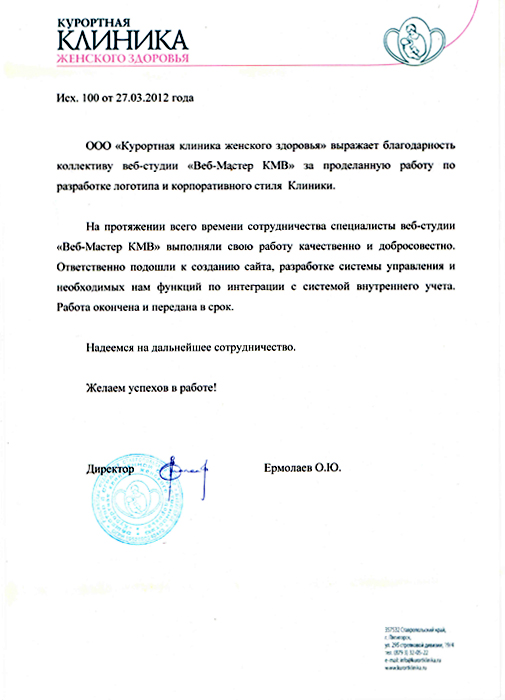 КУРОРТНАЯ
КЛИНИКА
ЖЕНСКОГО ЗДОРОВЬЯ
Исх. 100 от 27.03.2012 года
ООО «Курортная клиника женского здоровья» выражает благодарность
коллективу веб-студии «Веб-Мастер КМВ» за проделанную работу по
разработке логотипа и корпоративного стиля Клиники.
На протяжении всего времени сотрудничества специалисты веб-студии
«Веб-Мастер КМВ» выполняли свою работу качественно и добросовестно.
Ответственно подошли к созданию сайта, разработке системы управления и
необходимых нам функций по интеграции с системой внутреннего учета.
Работа окончена и передана в срок.
Надеемся на дальнейшее сотрудничество.
Желаем успехов в работе!
Директор Ермолаев О.Ю.
357532 Ставропольский край,
г. Пятигорск,
ул. 295 стрелковой дивизии, 19/4
тел. (879 3) 32-05-22
e-mail: info@kurortklinika.ru
www.kurortklinika.ru